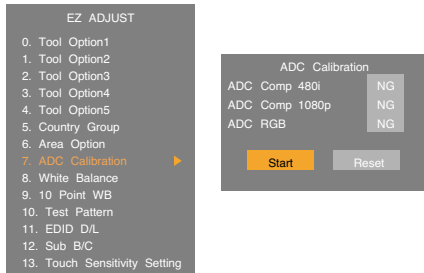 EZ ADJUST
0. Tool Option1
1. Tool Option2
2. Tool Option3
3. Tool Option4
4. Tool Option5
5. Country Group
6. Area Option
7. ADC Calibration
8. White Balance
9. 10 Point WB
10. Test Pattern
11. EDID D/L
12. Sub B/C
13. Touch Sensitivity Setting
ADC Calibration
ADC Comp 480i NG
ADC Comp 1080p NG
ADC RGB NG
Start Reset